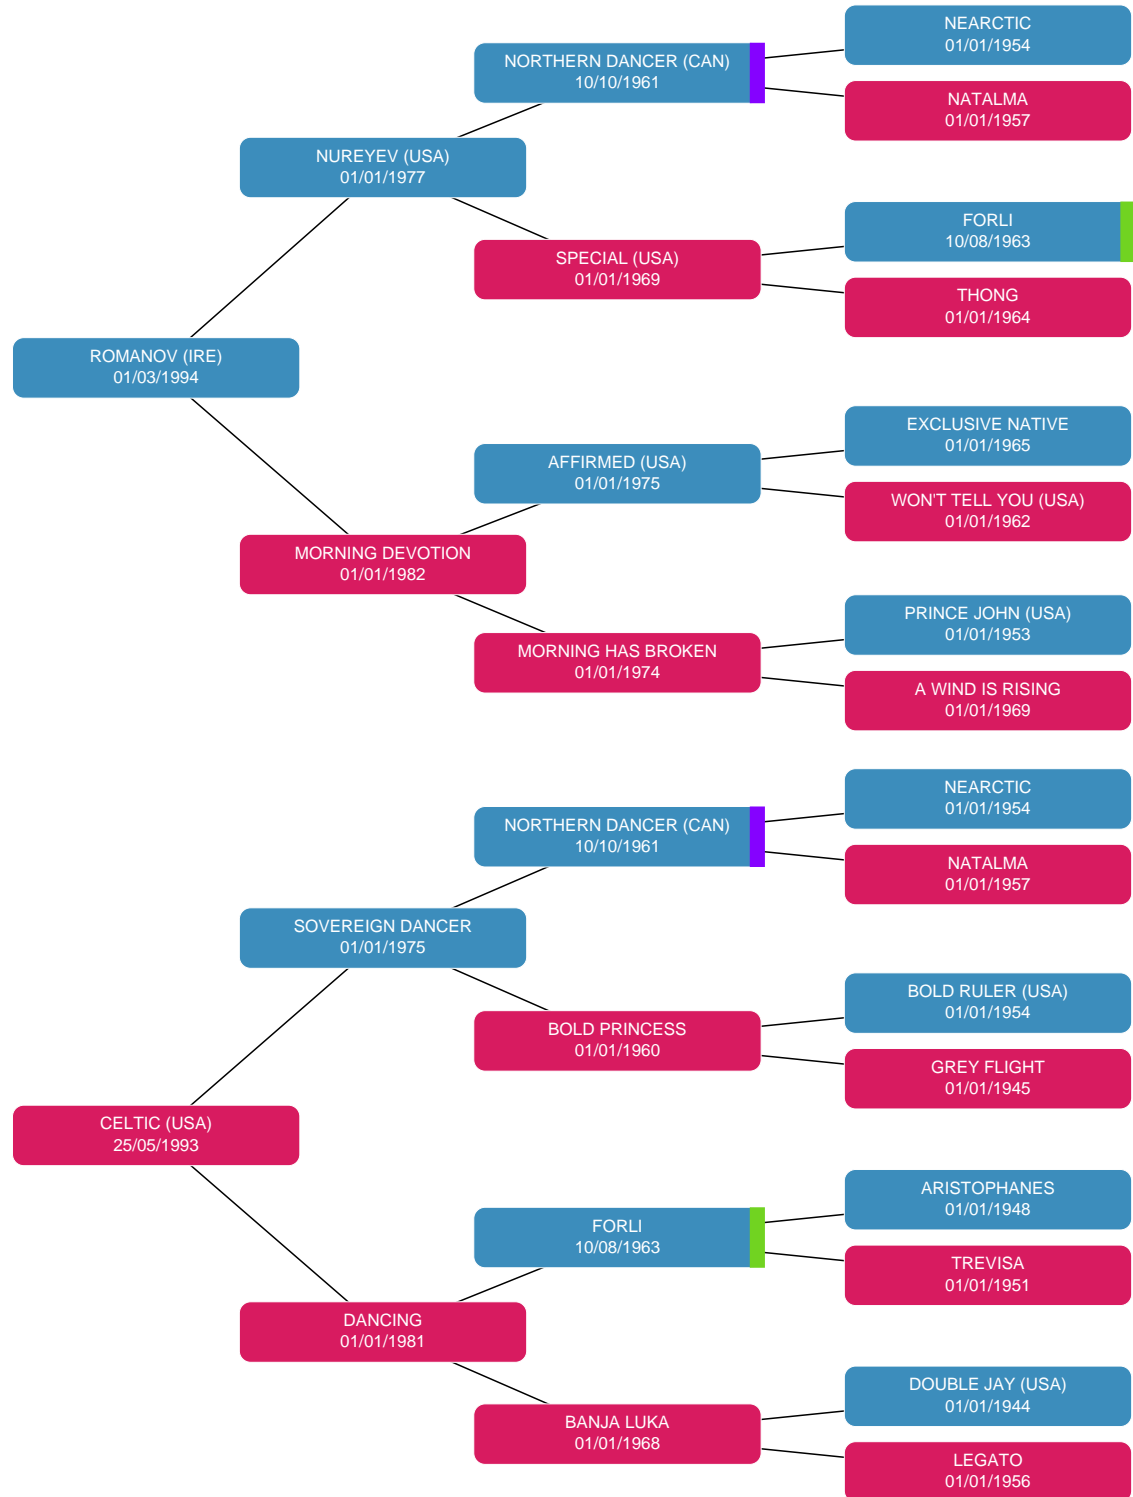 NEARCTIC
01/01/1954
NORTHERN DANCER (CAN)
10/10/1961
NATALMA
01/01/1957
NUREYEV (USA)
01/01/1977
FORLI
10/08/1963
SPECIAL (USA)
01/01/1969
THONG
01/01/1964
ROMANOV (IRE)
01/03/1994
EXCLUSIVE NATIVE
01/01/1965
AFFIRMED (USA)
01/01/1975
WON'T TELL YOU (USA)
01/01/1962
MORNING DEVOTION
01/01/1982
PRINCE JOHN (USA)
01/01/1953
MORNING HAS BROKEN
01/01/1974
A WIND IS RISING
01/01/1969
NEARCTIC
01/01/1954
NORTHERN DANCER (CAN)
10/10/1961
NATALMA
01/01/1957
SOVEREIGN DANCER
01/01/1975
BOLD RULER (USA)
01/01/1954
BOLD PRINCESS
01/01/1960
GREY FLIGHT
01/01/1945
CELTIC (USA)
25/05/1993
ARISTOPHANES
01/01/1948
FORLI
10/08/1963
TREVISA
01/01/1951
DANCING
01/01/1981
DOUBLE JAY (USA)
01/01/1944
BANJA LUKA
01/01/1968
LEGATO
01/01/1956